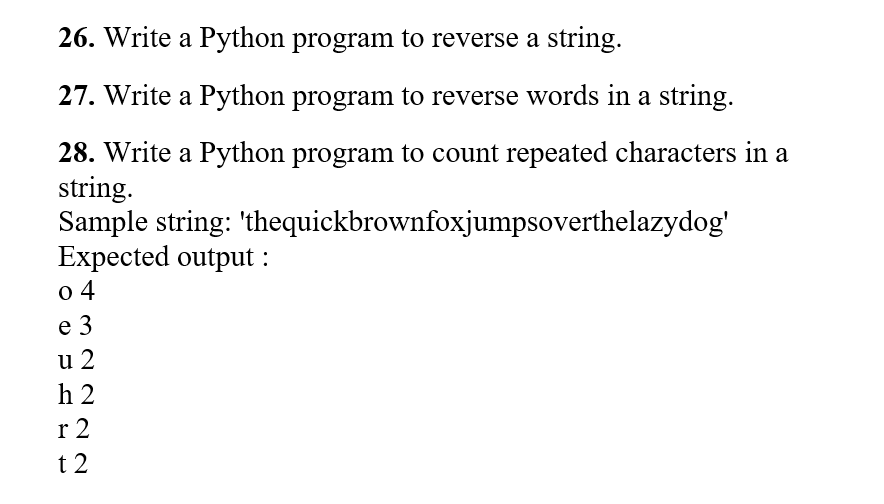 26. Write a Python program to reverse a string.
27. Write a Python program to reverse words in a string.
28. Write a Python program to count repeated characters in a
string.
Sample string: 'thequickbrownfoxjumpsoverthelazydog'
Expected output :
o 4
e 3
u 2
h 2
r 2
t 2